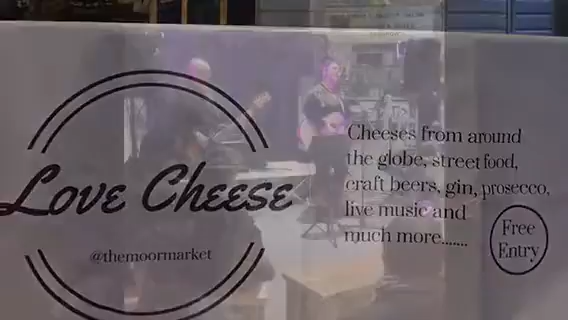 Love Cheese
@themoormarket
Cheeses from around
the globe, street food,
craft beers, gin, prosecco,
live music and
much more.......
Free
Entry